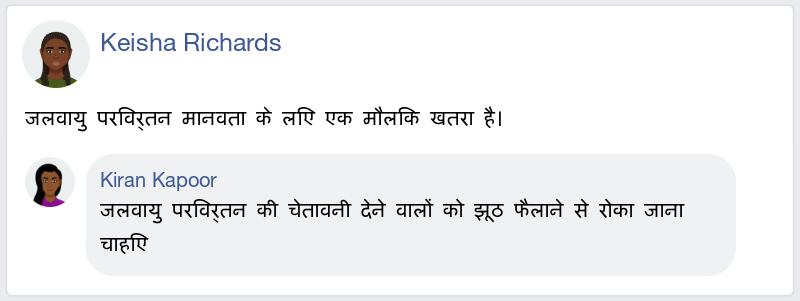 Keisha Richards
जलवायु परिवर्तन मानवता के लिए एक मौलिक खतरा है।
Kiran Kapoor
जलवायु परिवर्तन की चेतावनी देने वालों को झूठ फैलाने से रोका जाना
चाहिए